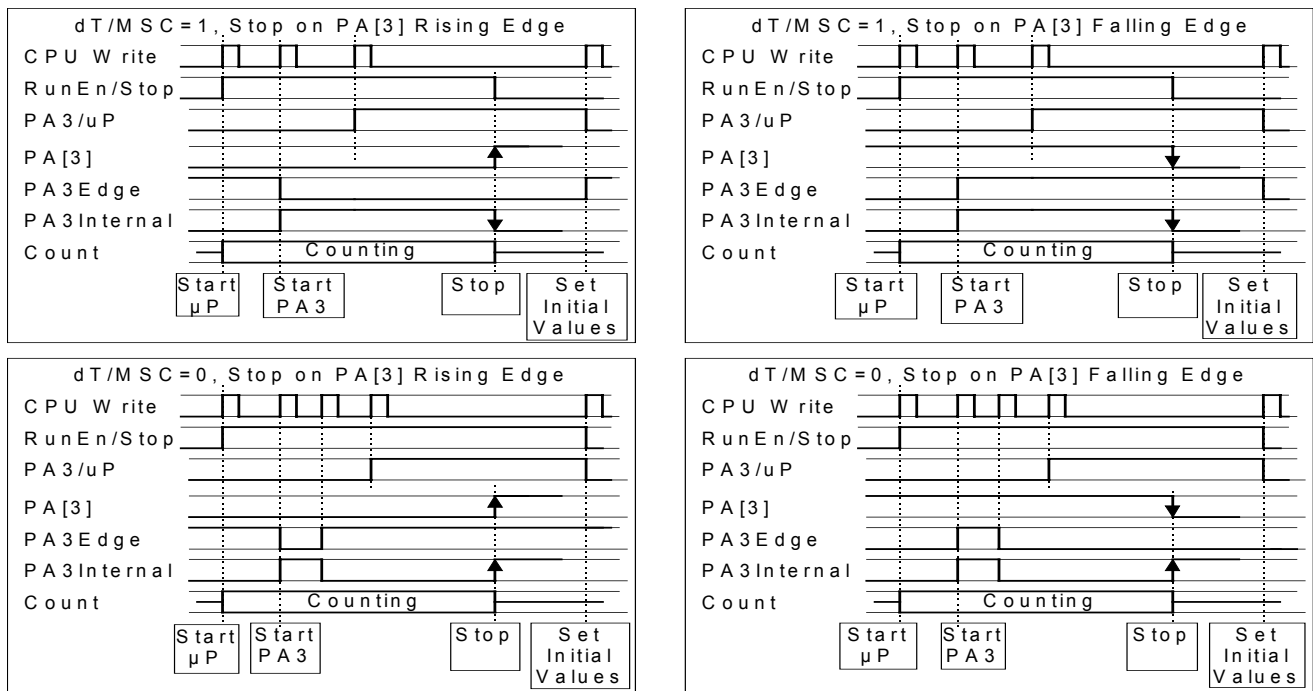 dT/MSC=1, Stop on PA[3] Rising Edge
CPU Write
RunEn/Stop
PA3/uP
PA[3]
PA3Edge
PA3Internal
Count
Counting
Start
µP
Start
PA3
Stop
Set
Initial
Values
dT/MSC=1, Stop on PA[3] Falling Edge
CPU Write
RunEn/Stop
PA3/uP
PA[3]
PA3Edge
PA3Internal
Count
Counting
Start
µP
Start
PA3
Stop
Set
Initial
Values
dT/MSC=0, Stop on PA[3] Rising Edge
CPU Write
RunEn/Stop
PA3/uP
PA[3]
PA3Edge
PA3Internal
Count
Counting
Start
µP
Start
PA3
Stop
Set
Initial
Values
dT/MSC=0, Stop on PA[3] Falling Edge
CPU Write
RunEn/Stop
PA3/uP
PA[3]
PA3Edge
PA3Internal
Count
Counting
Start
µP
Start
PA3
Stop
Set
Initial
Values